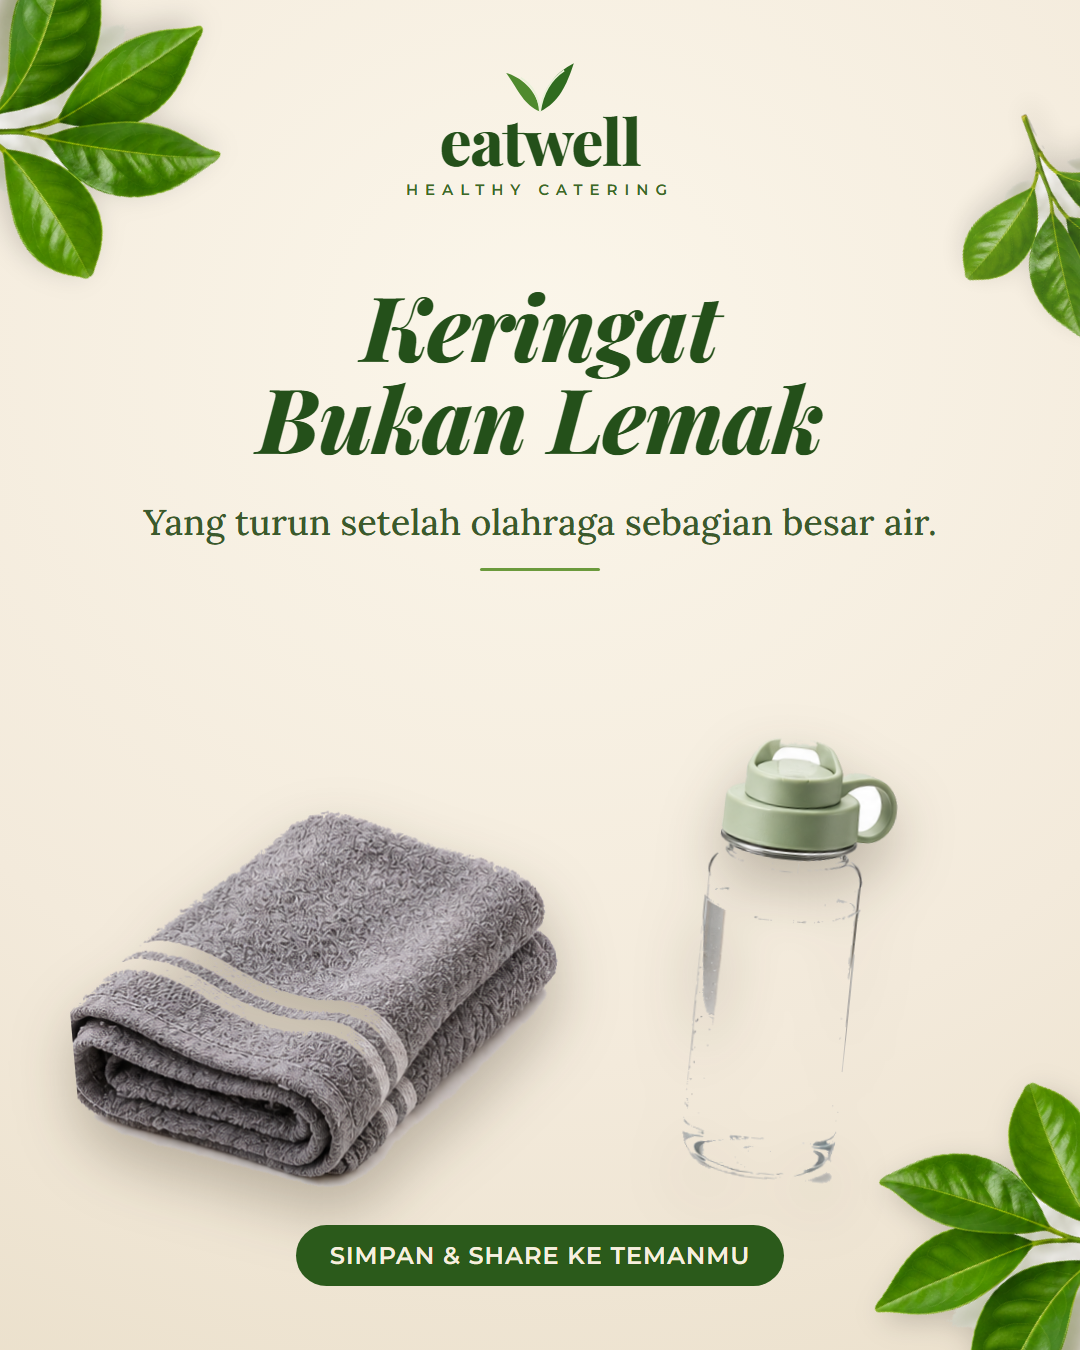 eatwell
HEALTHY CATERING
Keringat
Bukan Lemak
Yang turun setelah olahraga sebagian besar air.
SIMPAN & SHARE KE TEMANMU